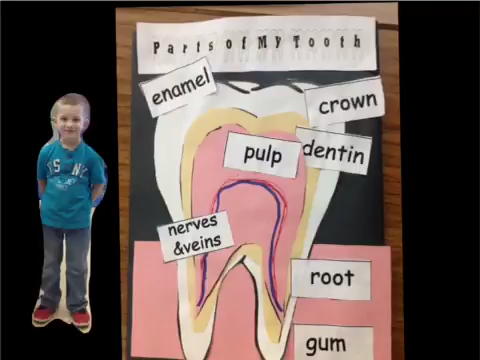 Parts of My Tooth
enamel
crown
pulp
dentin
nerves
&veins
root
gum